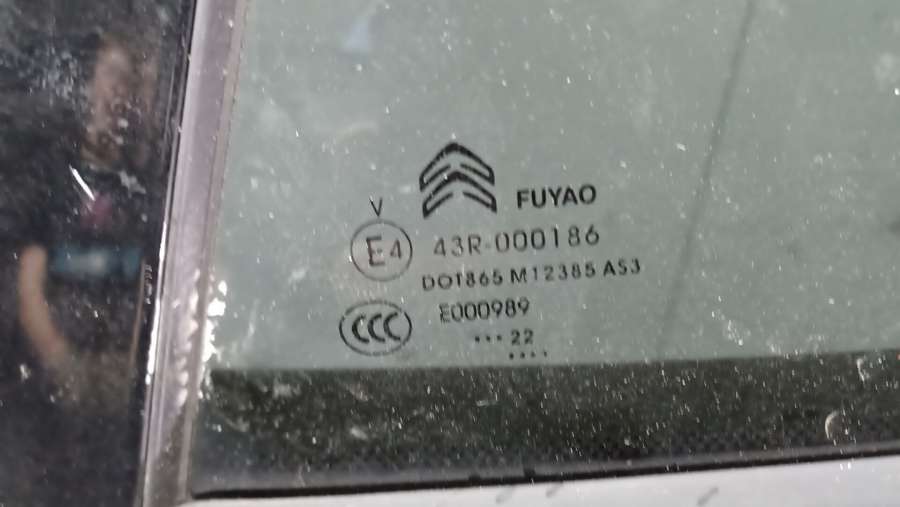 FUYAO
V
E4 43R-000186
DOT865 M12385 AS3
CCC E000989
••• 22
••••